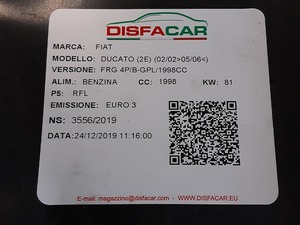 DISFACAR
MARCA: FIAT
MODELLO: DUCATO (2E) (02/02>05/06<)
VERSIONE: FRG 4P/B-GPL/1998CC
ALIM.: BENZINA CC: 1998 KW: 81
P5: RFL
EMISSIONE: EURO 3
NS: 3556/2019
DATA:24/12/2019 11:16:00
E-mail: magazzino@disfacar.com //WWW.DISFACAR.EU